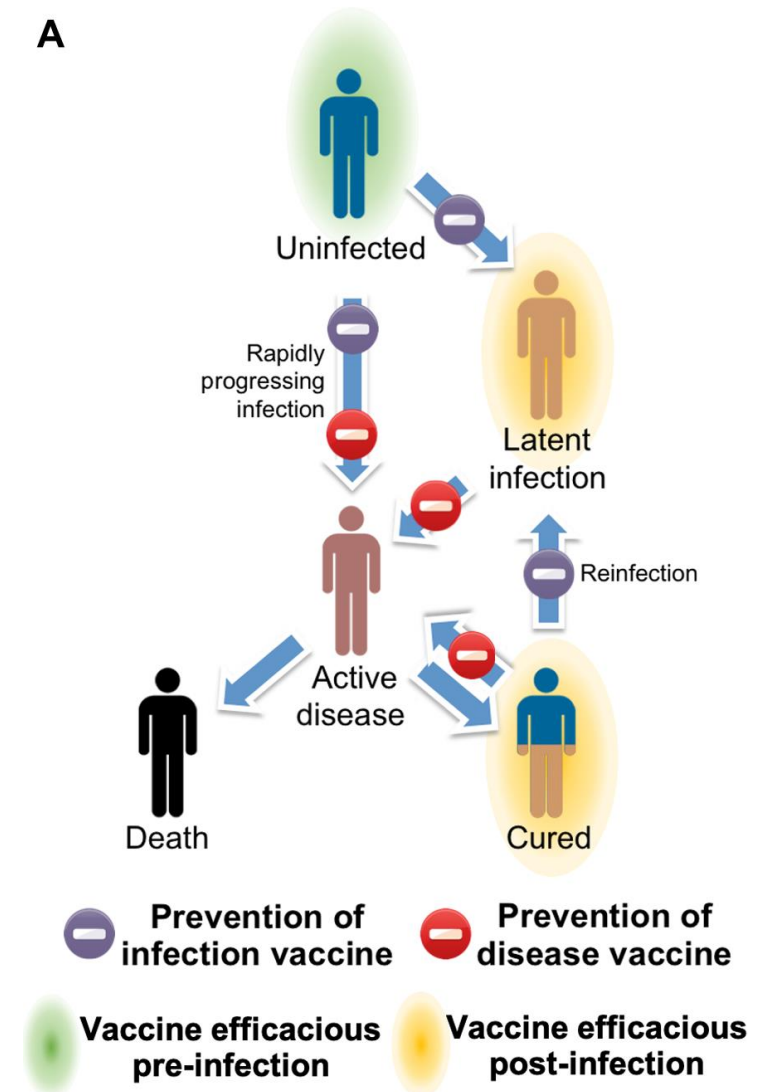 A
Uninfected
Rapidly
progressing
infection
Latent
infection
Reinfection
Active
disease
Death
Cured
Prevention of
infection vaccine
Prevention of
disease vaccine
Vaccine efficacious
pre-infection
Vaccine efficacious
post-infection